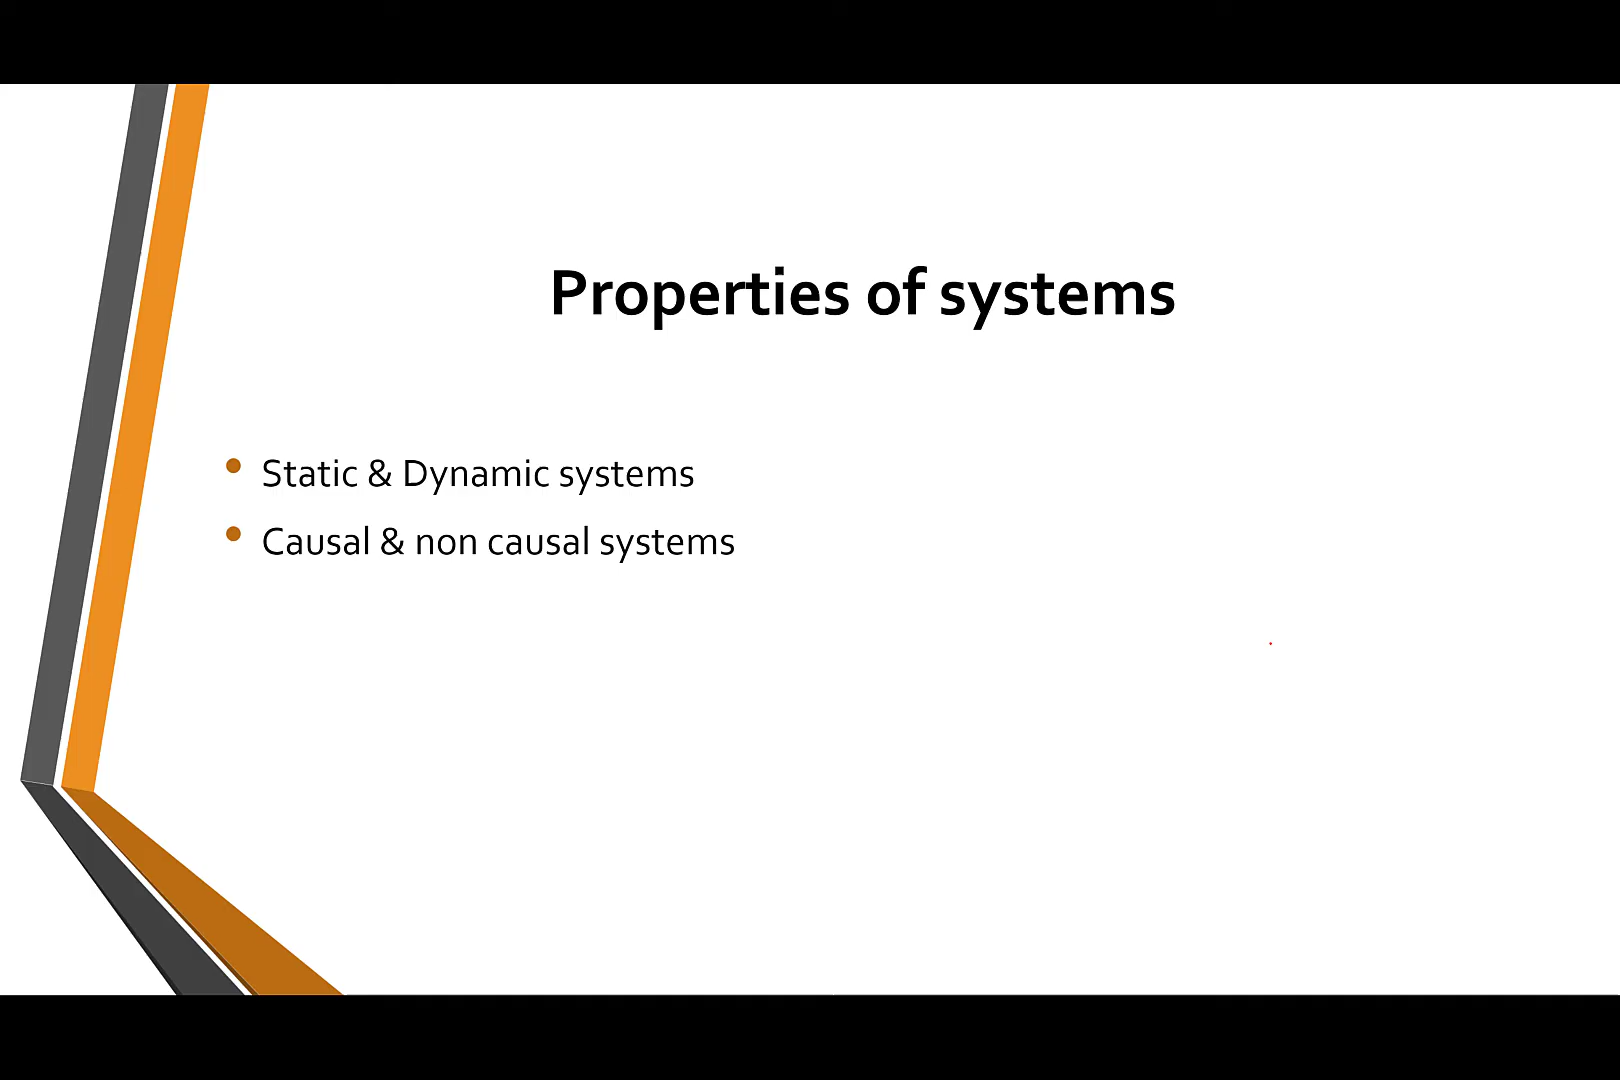 Properties of systems
Static & Dynamic systems
Causal & non causal systems